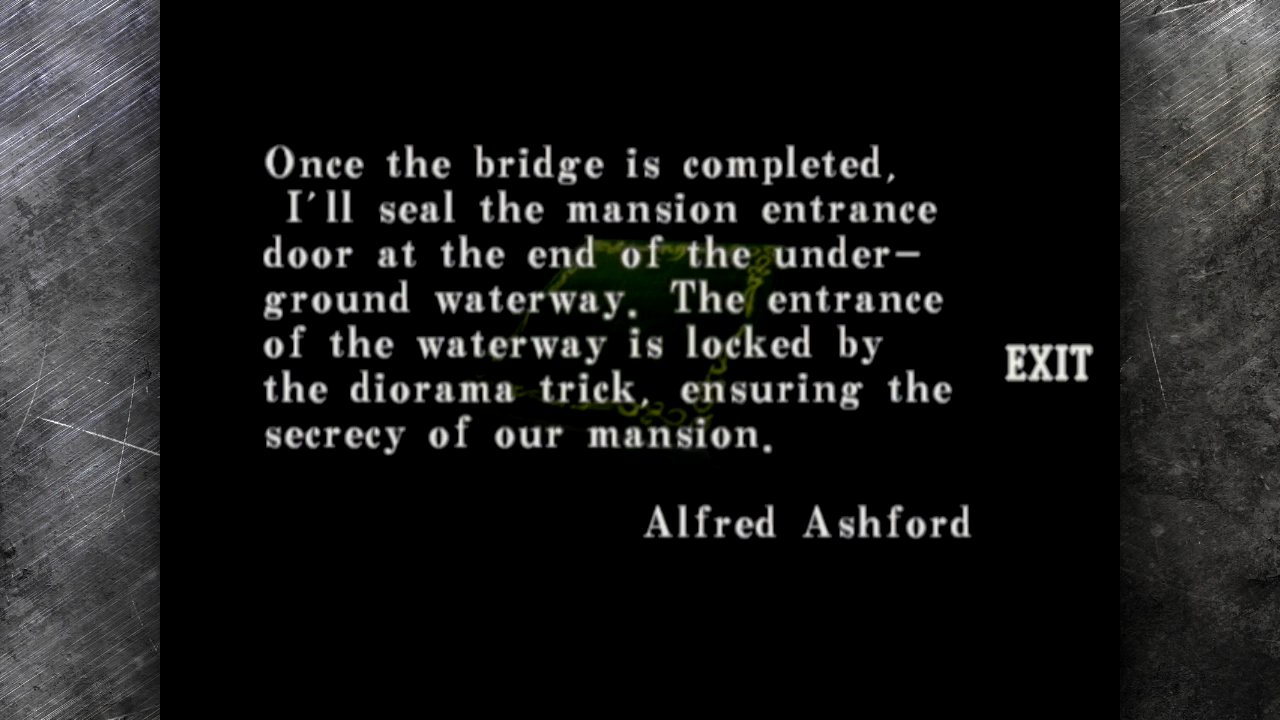 Once the bridge is completed,
I'll seal the mansion entrance
door at the end of the under-
ground waterway. The entrance
of the waterway is locked by
the diorama trick, ensuring the
secrecy of our mansion.
EXIT
Alfred Ashford